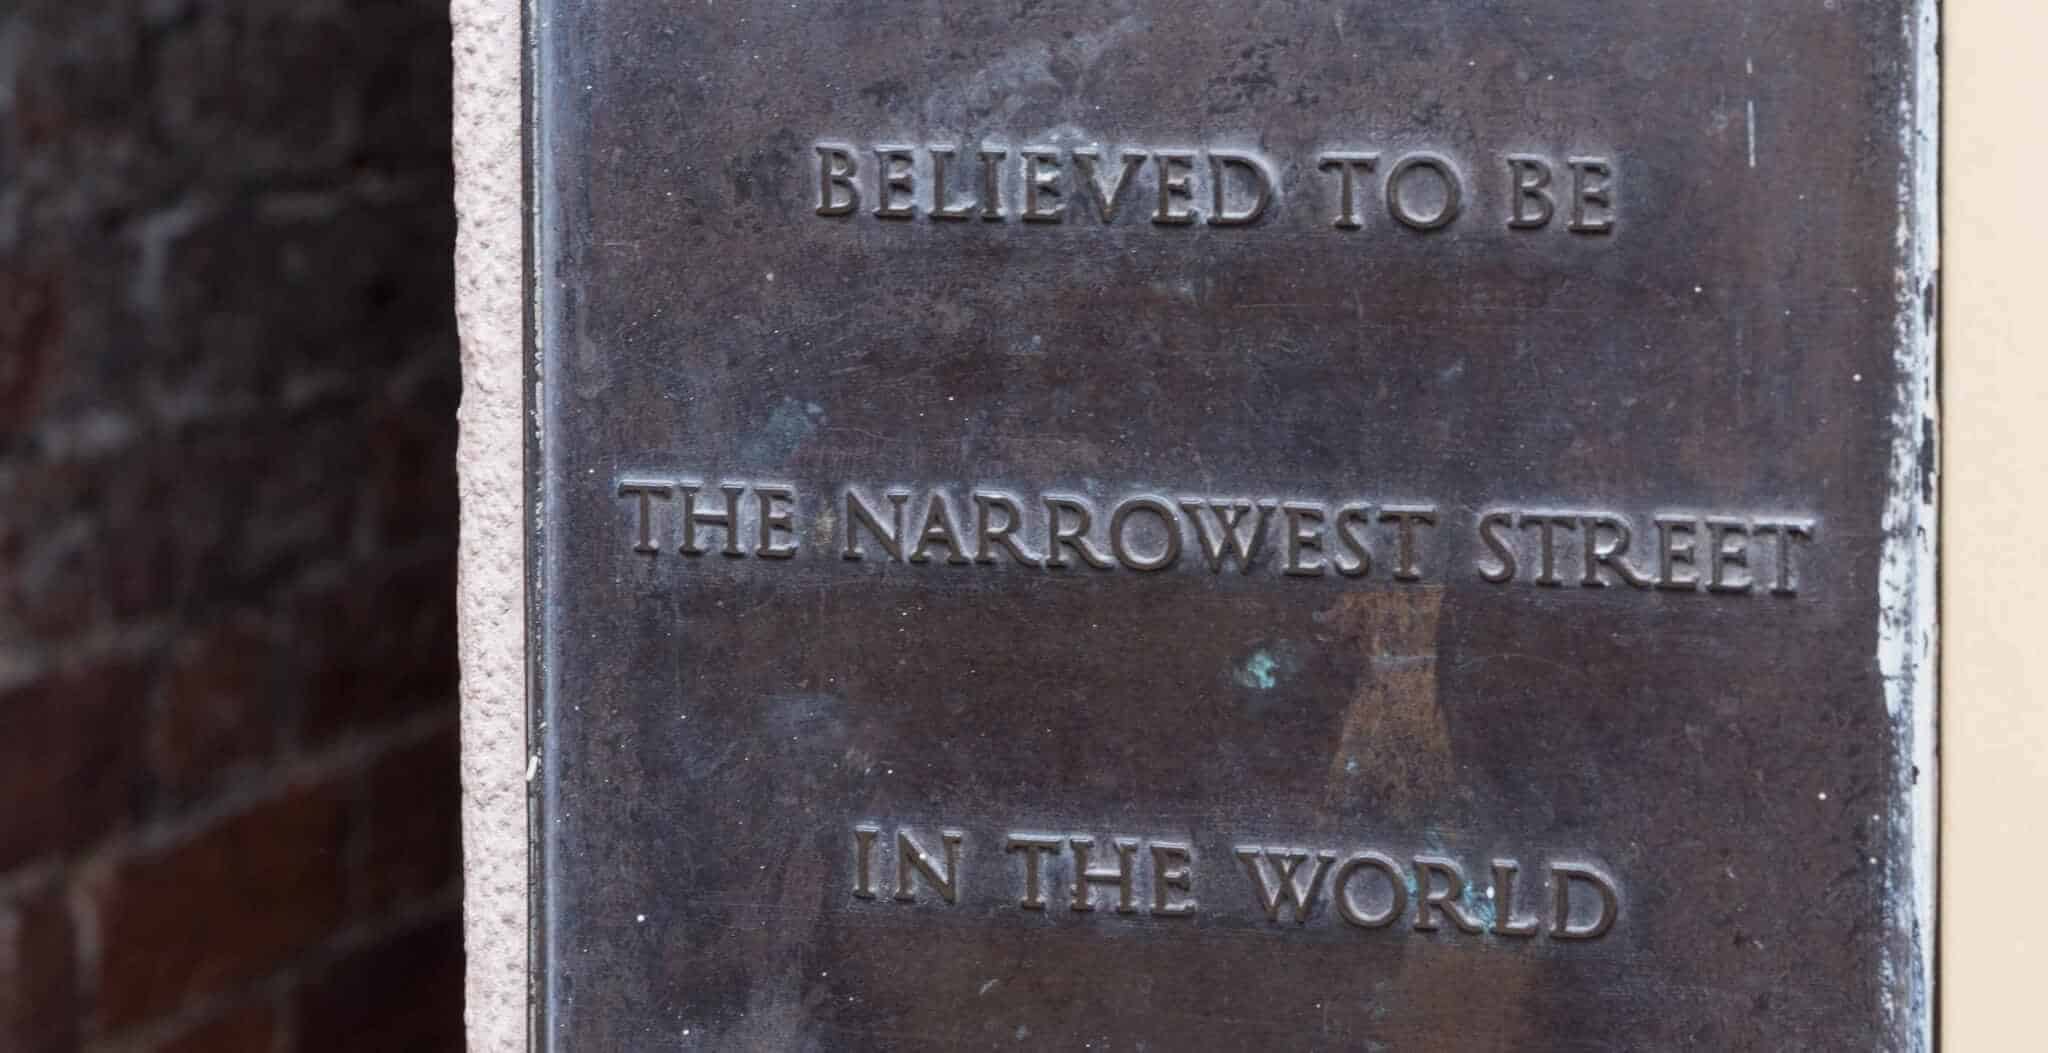 BELIEVED TO BE
THE NARROWEST STREET
IN THE WORLD